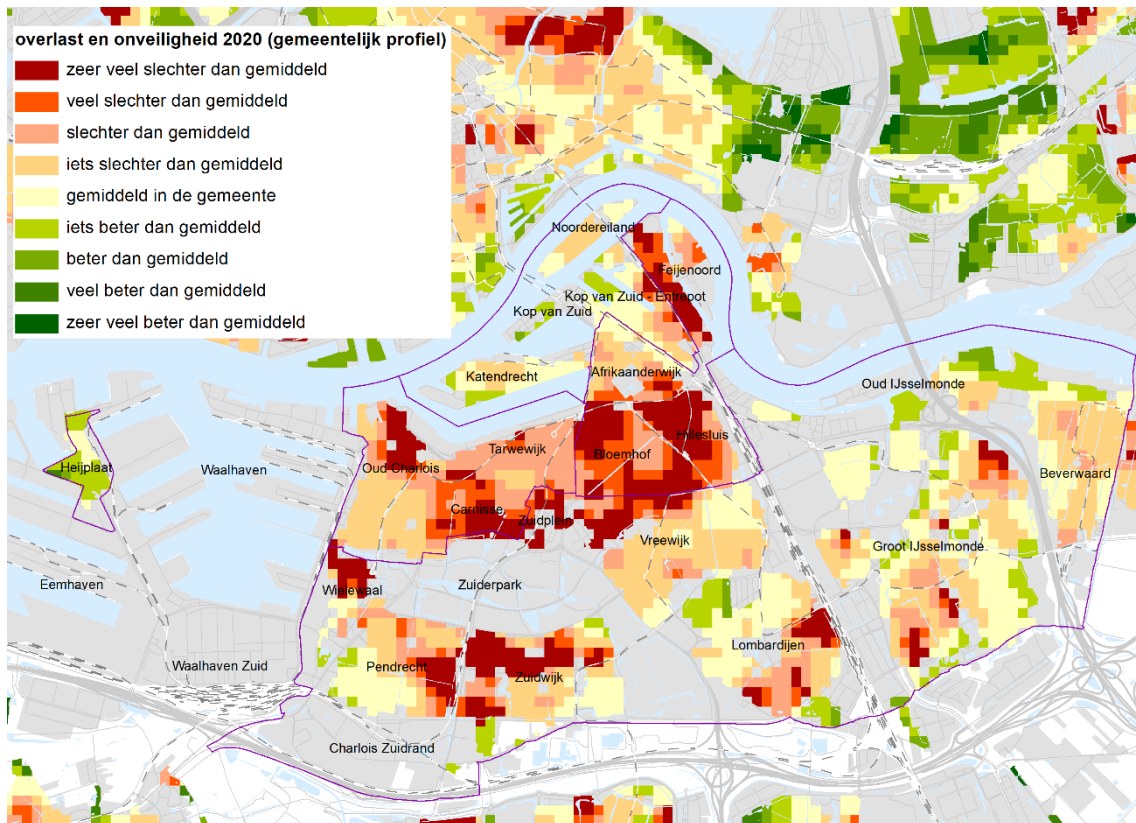 overlast en onveiligheid 2020 (gemeentelijk profiel)
zeer veel slechter dan gemiddeld
veel slechter dan gemiddeld
slechter dan gemiddeld
iets slechter dan gemiddeld
gemiddeld in de gemeente
iets beter dan gemiddeld
beter dan gemiddeld
veel beter dan gemiddeld
zeer veel beter dan gemiddeld
Noordereiland
Feijenoord
Kop van Zuid - Entrepot
Kop van Zuid
Katendrecht
Afrikaanderwijk
Oud IJsselmonde
Hillesluis
Tarwewijk
Bloemhof
Heijplaat
Waalhaven
Oud Charlois
Beverwaard
Carnisse
Zuidplein
Vreewijk
Groot IJsselmonde
Eemhaven
Wielewaal
Zuiderpark
Lombardijen
Waalhaven Zuid
Pendrecht
Zuidwijk
Charlois Zuidrand